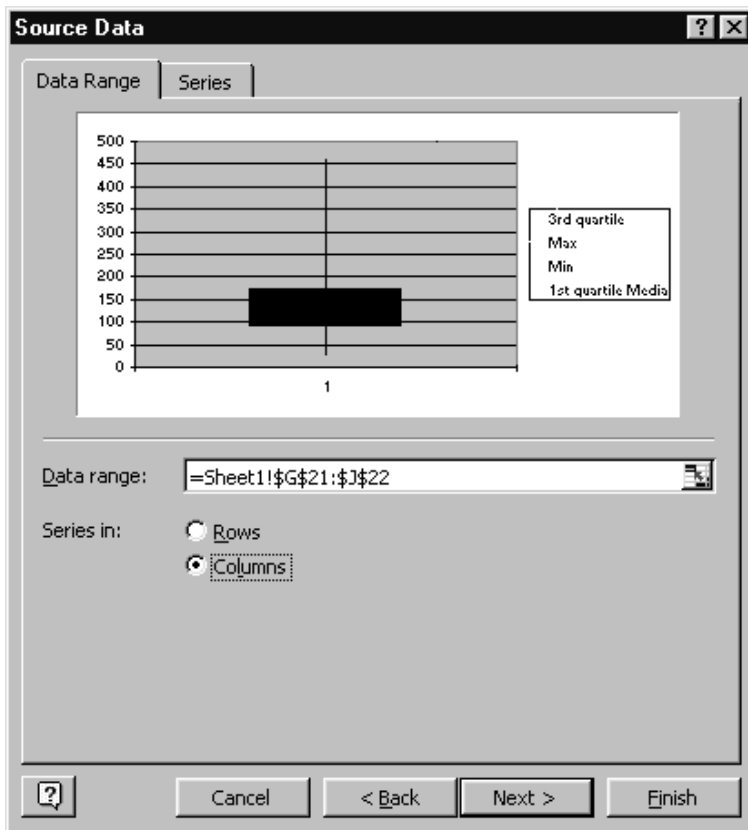 Source Data
Data Range Series
500
450
400
350
300
250
200
150
100
50
0
1
3rd quartile
Max
Min
1st quartile Media
Data range: =Sheet1!$G$21:$J$22
Series in: Rows
Columns
Cancel < Back Next > Finish